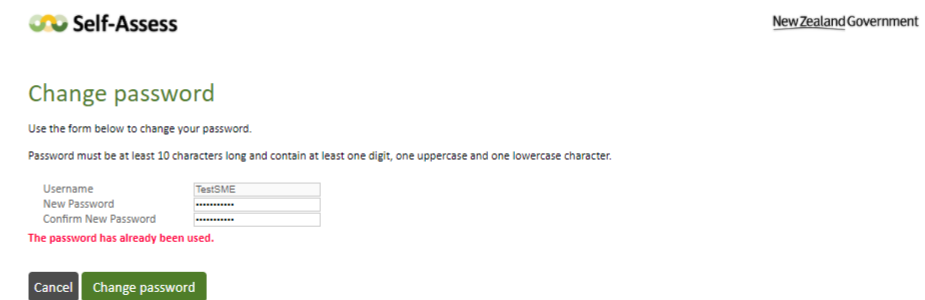 Self-Assess
New Zealand Government
Change password
Use the form below to change your password.
Password must be at least 10 characters long and contain at least one digit, one uppercase and one lowercase character.
Username TestSME
New Password •••••••••••
Confirm New Password •••••••••••
The password has already been used.
Cancel Change password